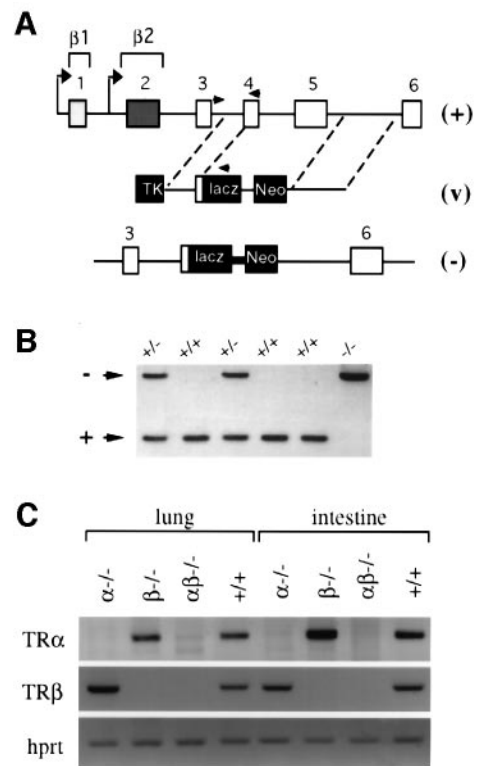 A
β1 β2
1 2 3 4 5 6
(+)
TK lacz Neo
(v)
3 6
lacz Neo
(-)
B
+/- +/+ +/- +/+ +/+ -/-
-
+
C
lung intestine
α-/- β-/- αβ-/- +/+ α-/- β-/- αβ-/- +/+
TRα
TRβ
hprt